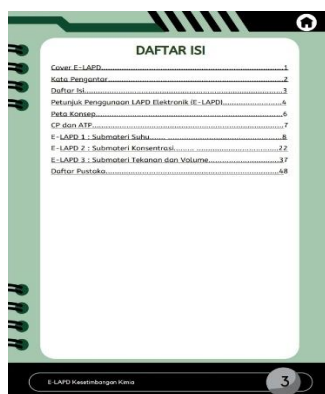 DAFTAR ISI
Cover E-LAPD.....................................................................1
Kata Pengantar..................................................................2
Daftar Isi...........................................................................3
Petunjuk Penggunaan LAPD Elektronik (E-LAPD)....................4
Peta Konsep.......................................................................6
CP dan ATP........................................................................7
E-LAPD 1 : Submateri Suhu..................................................8
E-LAPD 2 : Submateri Konsentrasi.......................................22
E-LAPD 3 : Submateri Tekanan dan Volume..........................37
Daftar Pustaka..................................................................48
E-LAPD Kesetimbangan Kimia
3